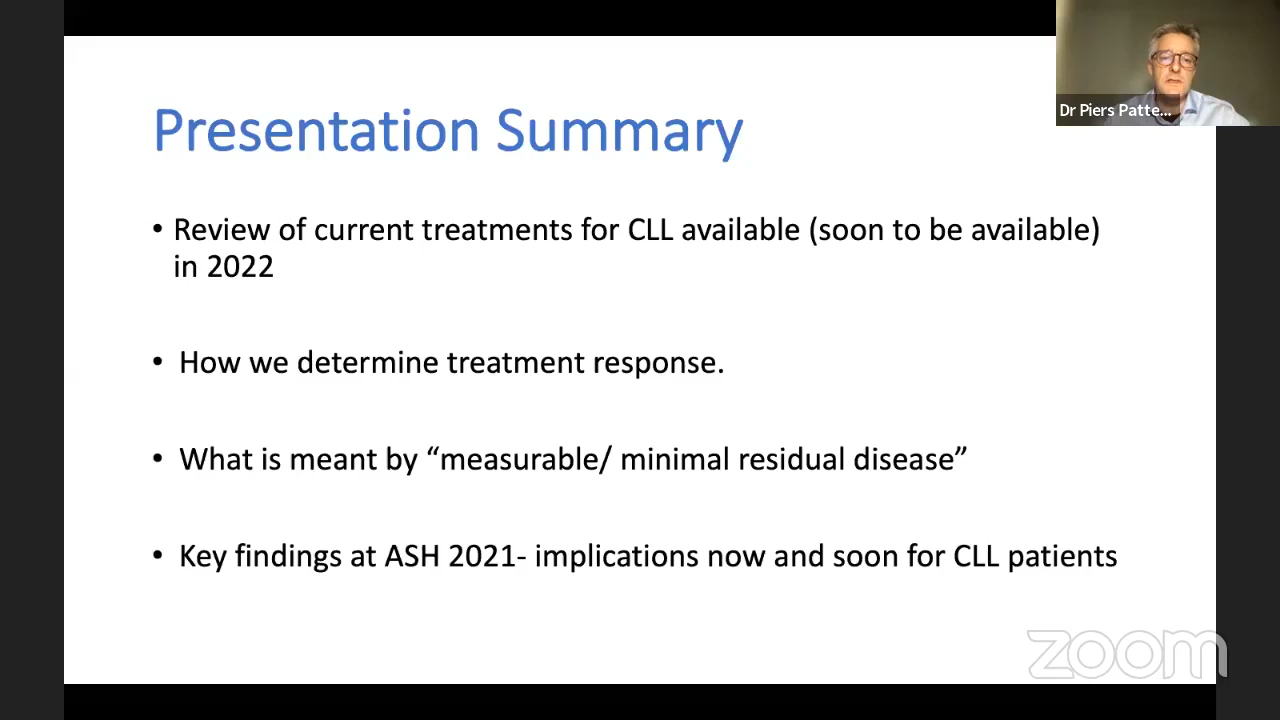 Presentation Summary
• Review of current treatments for CLL available (soon to be available)
in 2022
• How we determine treatment response.
• What is meant by “measurable/ minimal residual disease”
• Key findings at ASH 2021- implications now and soon for CLL patients
Dr Piers Patte...
zoom